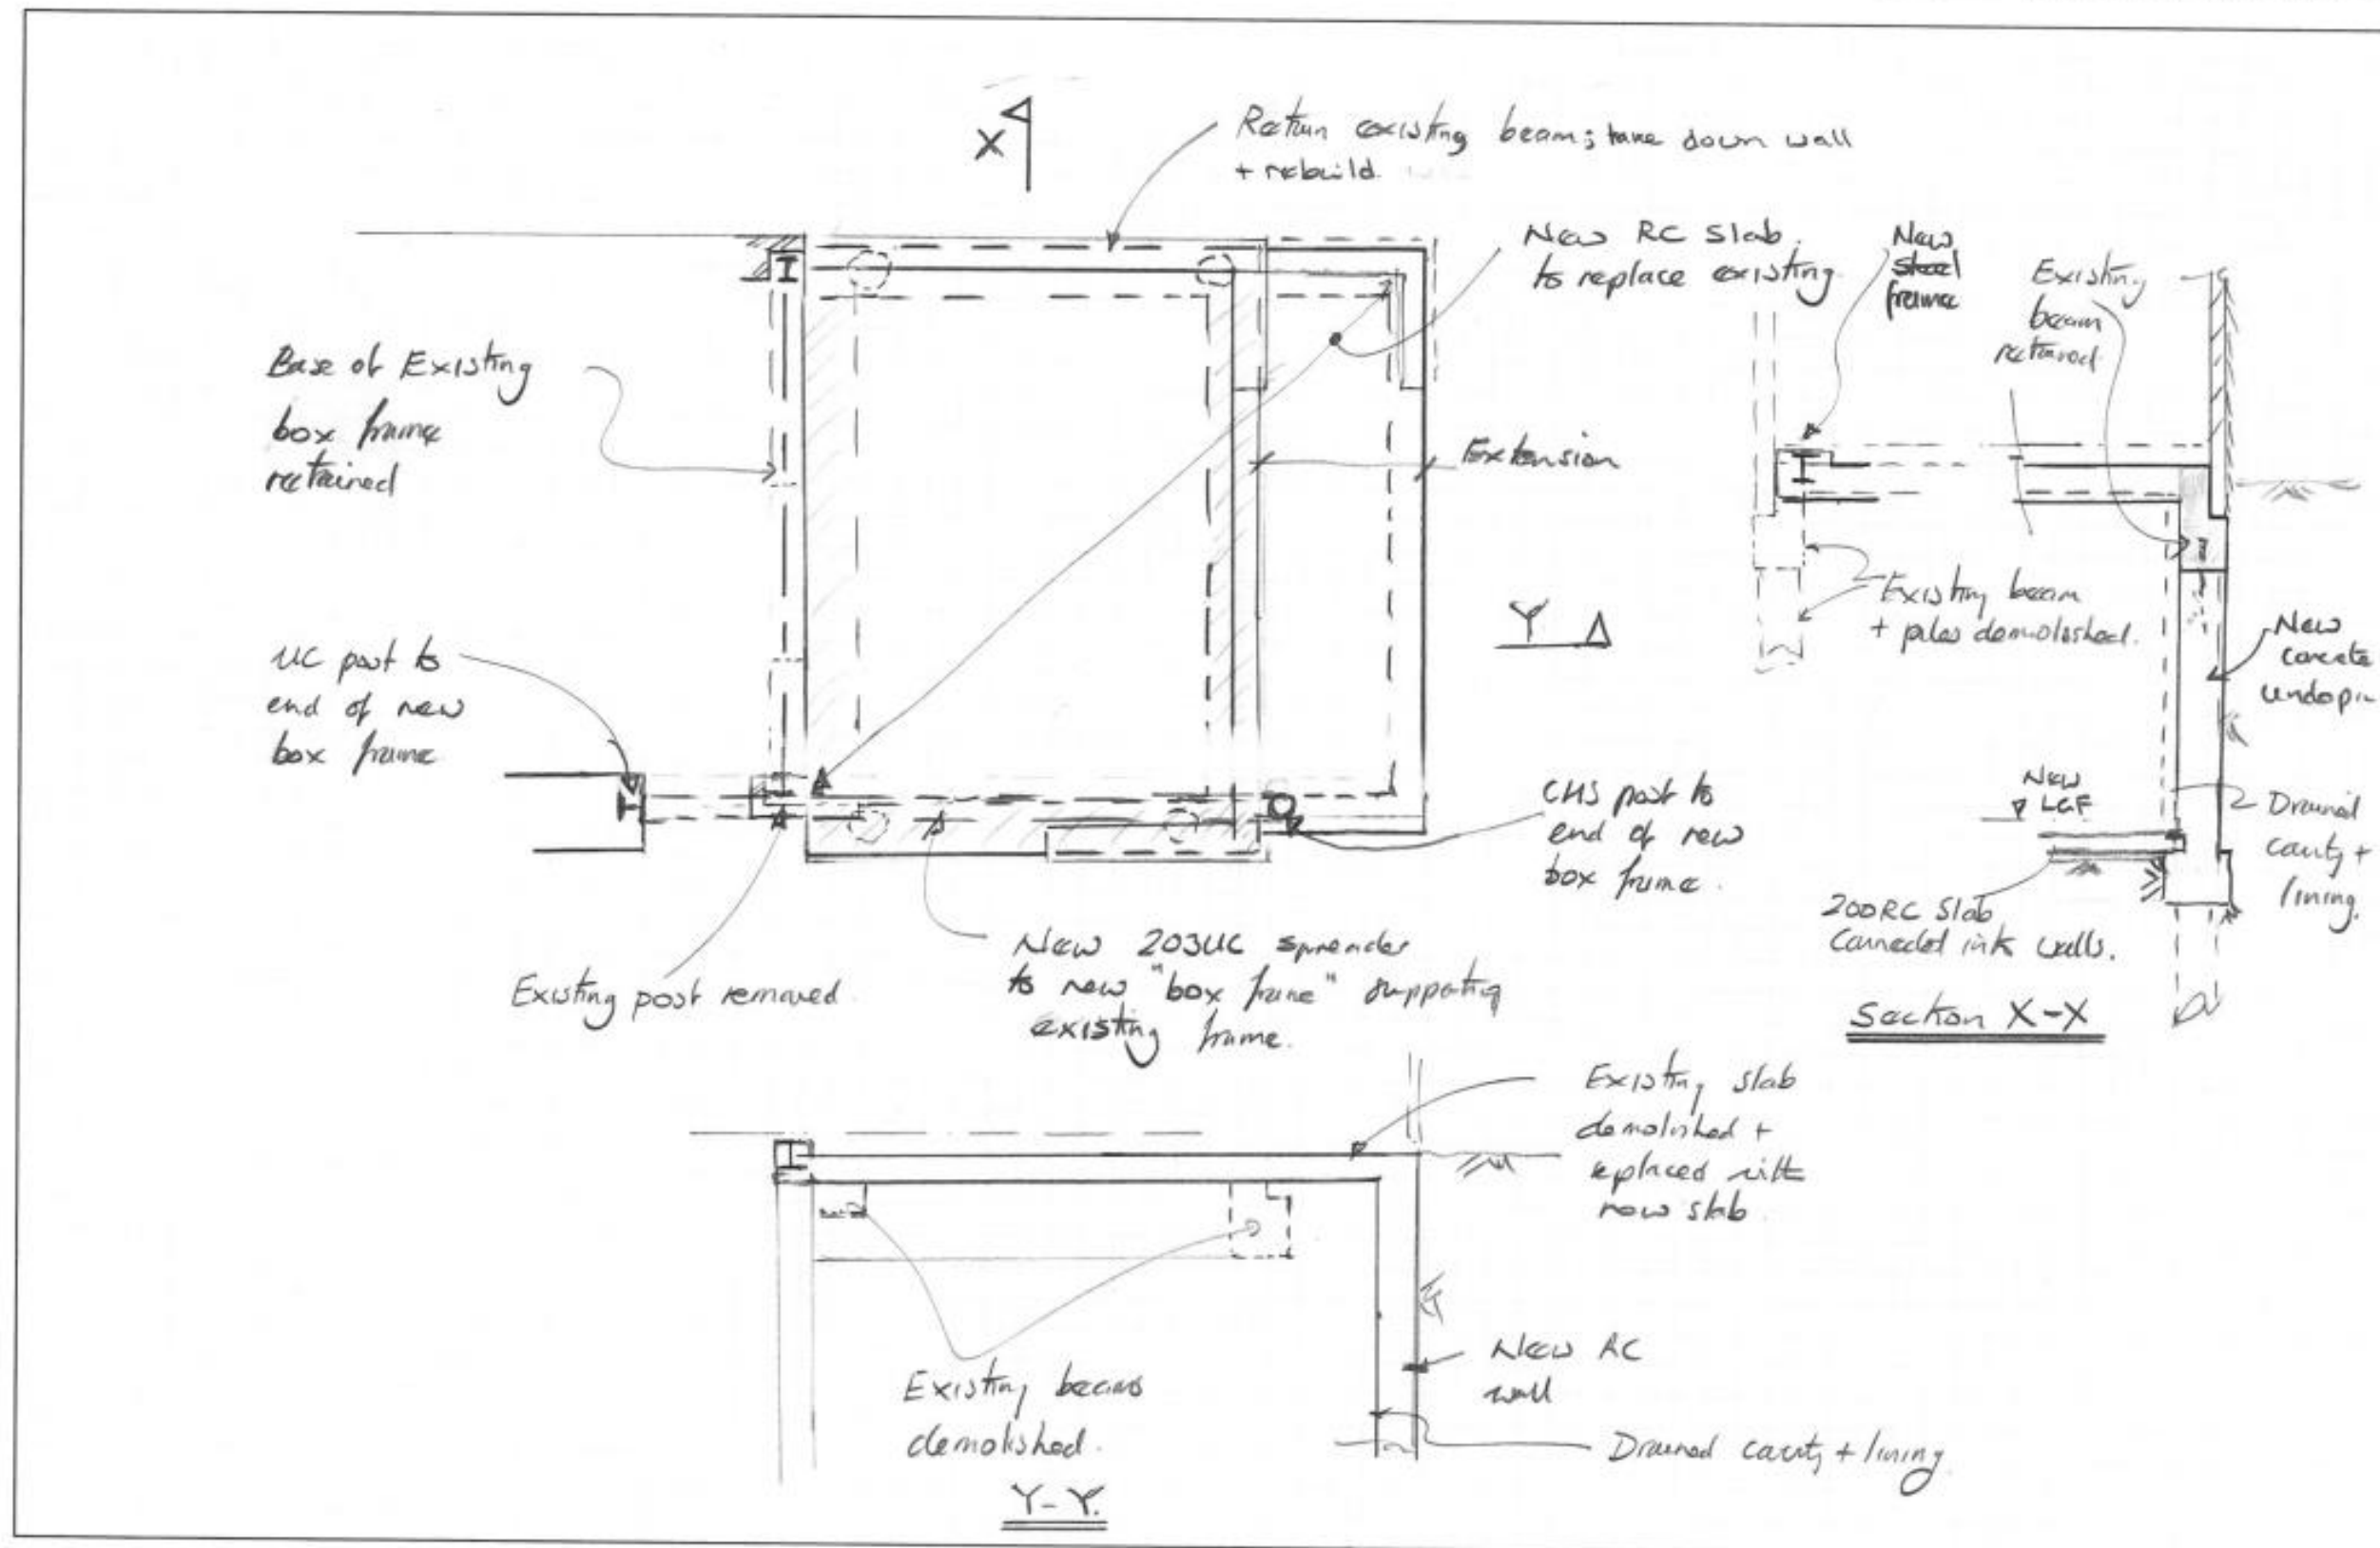 X
Retain existing beam; take down wall
+ rebuild.
New RC slab
to replace existing
New
steel
frame
Existing
beam
retained
Base of Existing
box frame
retained
Extension
Y
Existing beam
+ piles demolished.
New
concrete
underpin
UC post to
end of new
box frame
CHS post to
end of new
box frame.
New
LGF
Drained
cavity +
lining.
200RC Slab
Connected into walls.
Section X-X
Existing post removed
New 203UC spreader
to new "box frame" supporting
existing frame.
Existing slab
demolished +
replaced with
new slab
Existing beams
demolished.
New RC
wall
Drained cavity + lining
Y-Y.